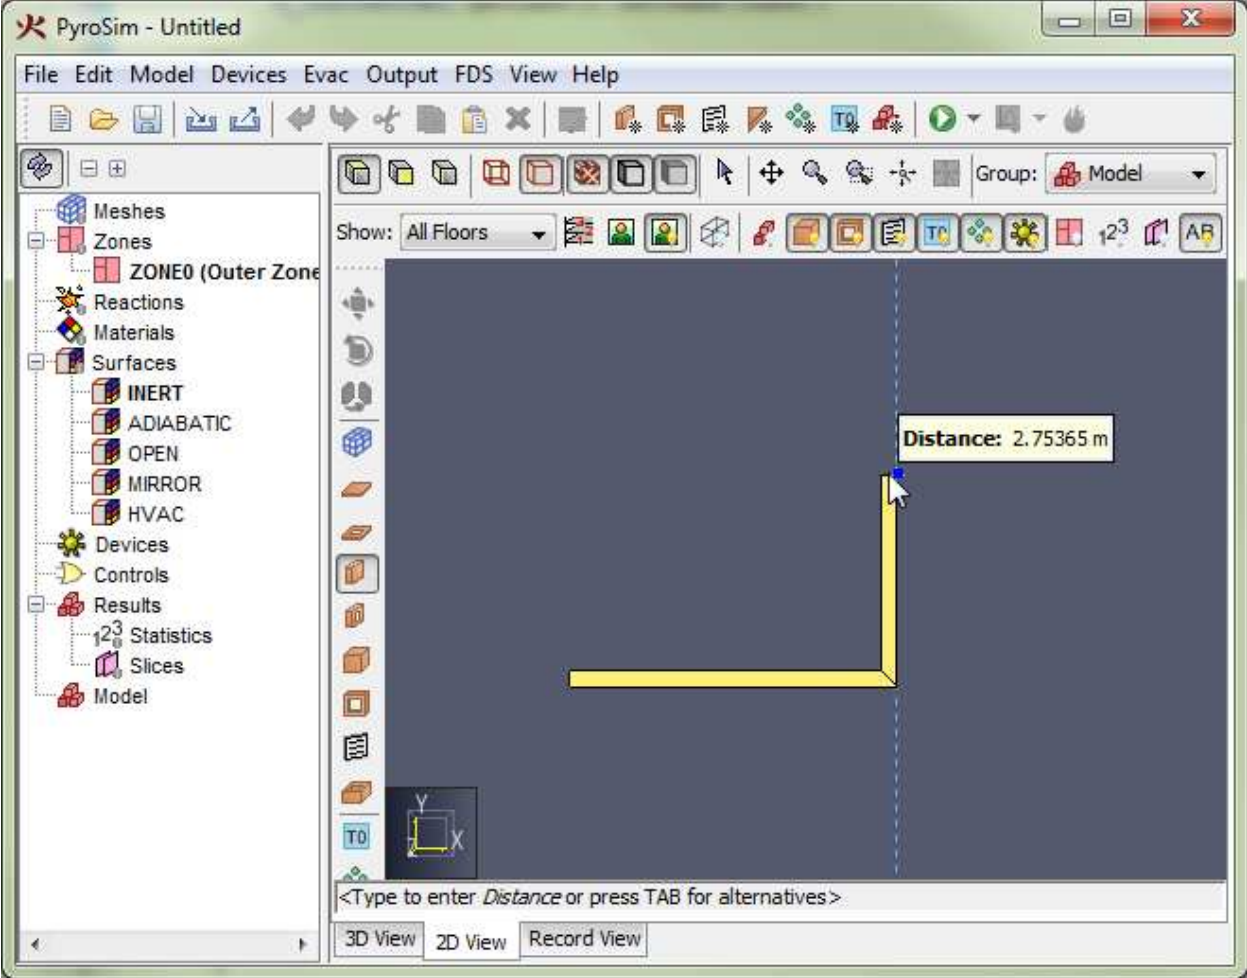 PyroSim - Untitled
File Edit Model Devices Evac Output FDS View Help
Group: Model
Show: All Floors
Meshes
Zones
ZONE0 (Outer Zone
Reactions
Materials
Surfaces
INERT
ADIABATIC
OPEN
MIRROR
HVAC
Devices
Controls
Results
Statistics
Slices
Model
Distance: 2.75365 m
Y
X
Z
<Type to enter Distance or press TAB for alternatives>
3D View 2D View Record View